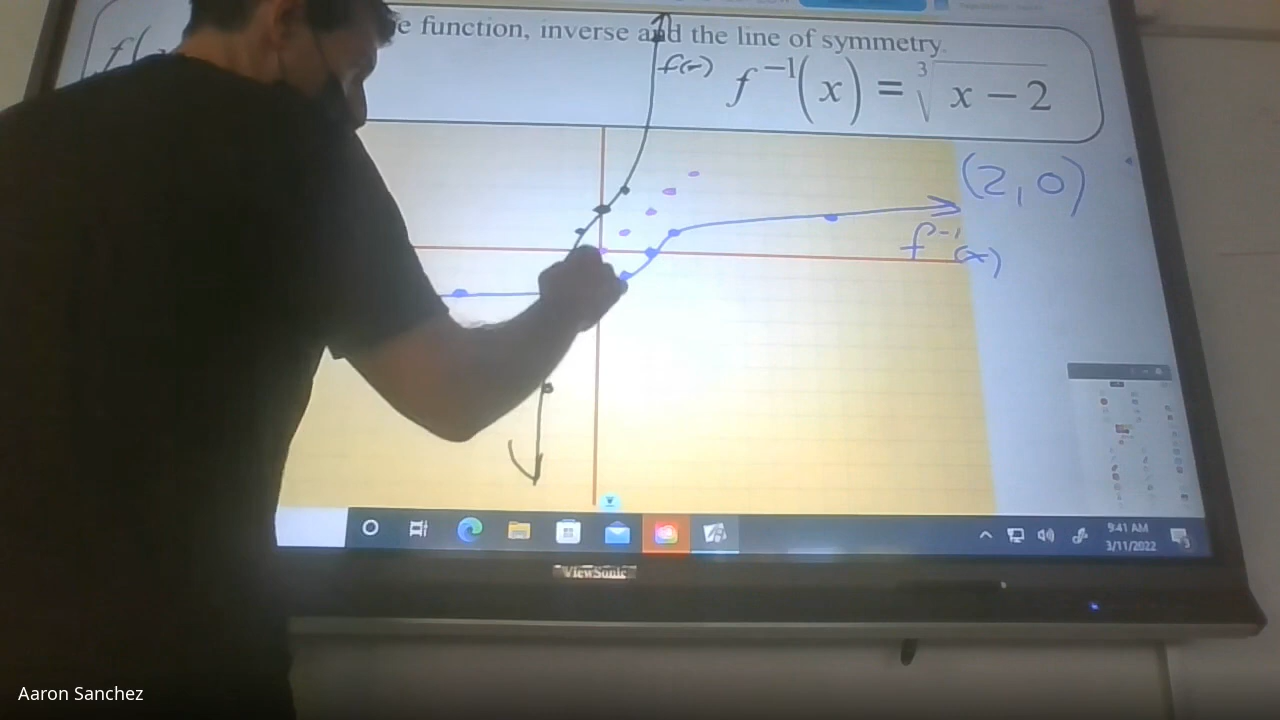 e function, inverse and the line of symmetry.
f(x) f⁻¹(x) = ∛x − 2
(2, 0)
f⁻¹(x)
9:41 AM
3/11/2022
ViewSonic
Aaron Sanchez